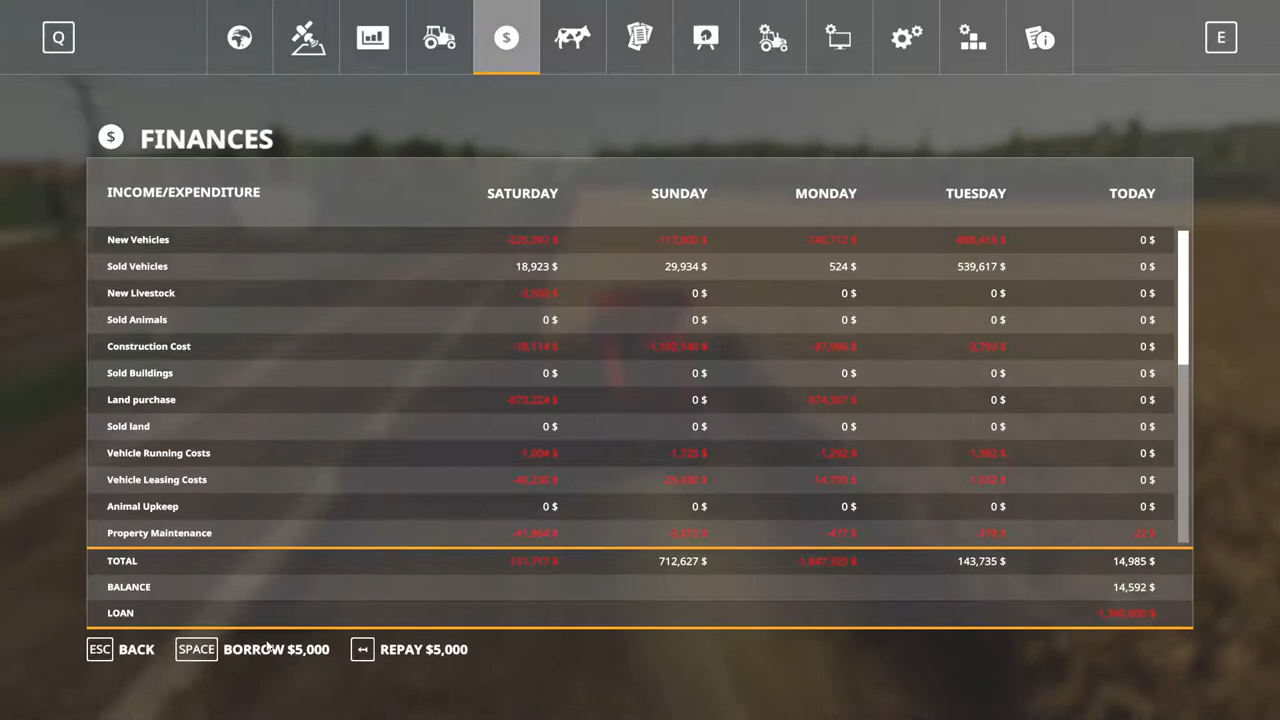 Q E
$ FINANCES
INCOME/EXPENDITURE SATURDAY SUNDAY MONDAY TUESDAY TODAY
New Vehicles 0 $
Sold Vehicles 18,923 $ 29,934 $ 524 $ 539,617 $ 0 $
New Livestock 0 $ 0 $ 0 $ 0 $
Sold Animals 0 $ 0 $ 0 $ 0 $ 0 $
Construction Cost 0 $
Sold Buildings 0 $ 0 $ 0 $ 0 $ 0 $
Land purchase 0 $ 0 $ 0 $
Sold land 0 $ 0 $ 0 $ 0 $ 0 $
Vehicle Running Costs 0 $
Vehicle Leasing Costs 0 $
Animal Upkeep 0 $ 0 $ 0 $ 0 $ 0 $
Property Maintenance
TOTAL 712,627 $ 143,735 $ 14,985 $
BALANCE 14,592 $
LOAN
ESC BACK SPACE BORROW $5,000 REPAY $5,000